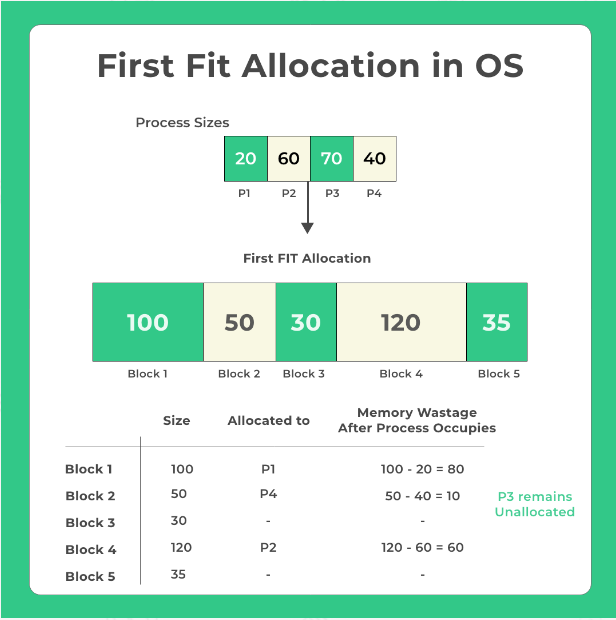 First Fit Allocation in OS
Process Sizes
20 60 70 40
P1 P2 P3 P4
First FIT Allocation
100 50 30 120 35
Block 1 Block 2 Block 3 Block 4 Block 5
Size Allocated to Memory Wastage
After Process Occupies
Block 1 100 P1 100 - 20 = 80
Block 2 50 P4 50 - 40 = 10
Block 3 30 - -
Block 4 120 P2 120 - 60 = 60
Block 5 35 - -
P3 remains
Unallocated